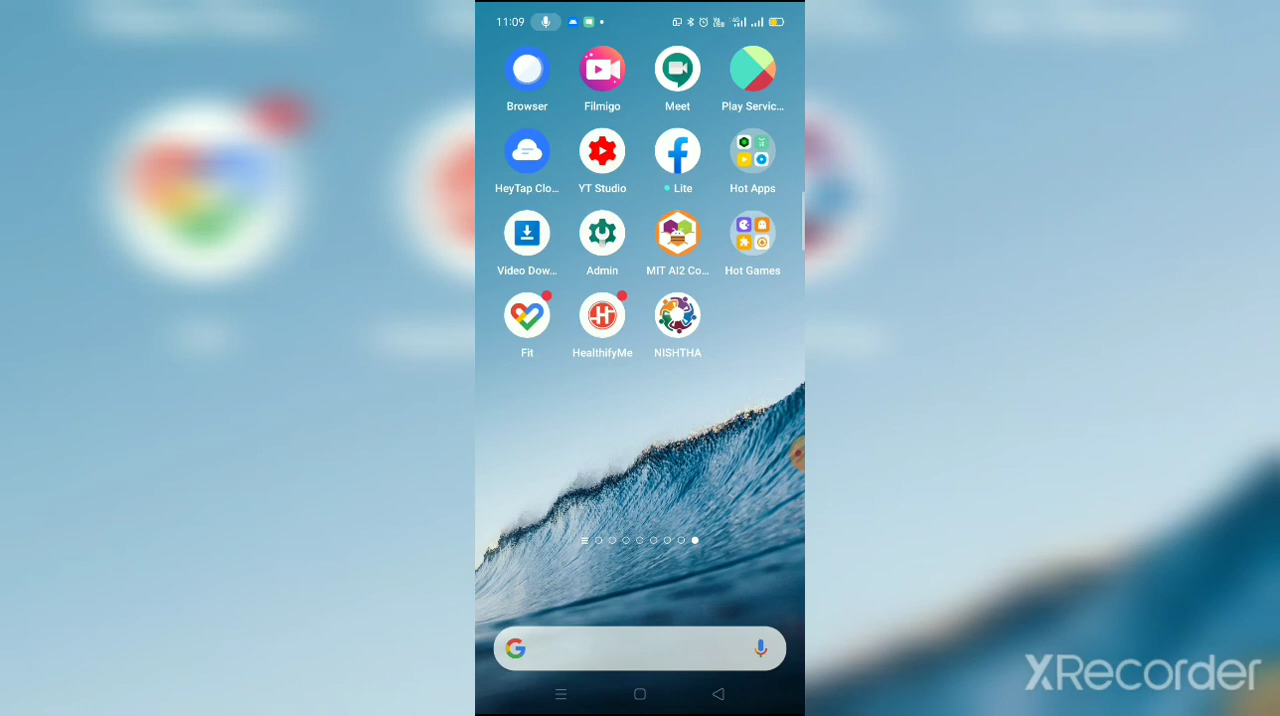 11:09
Browser
Filmigo
Meet
Play Servic...
HeyTap Clo...
YT Studio
Lite
Hot Apps
Video Dow...
Admin
MIT AI2 Co...
Hot Games
Fit
HealthifyMe
NISHTHA
XRecorder